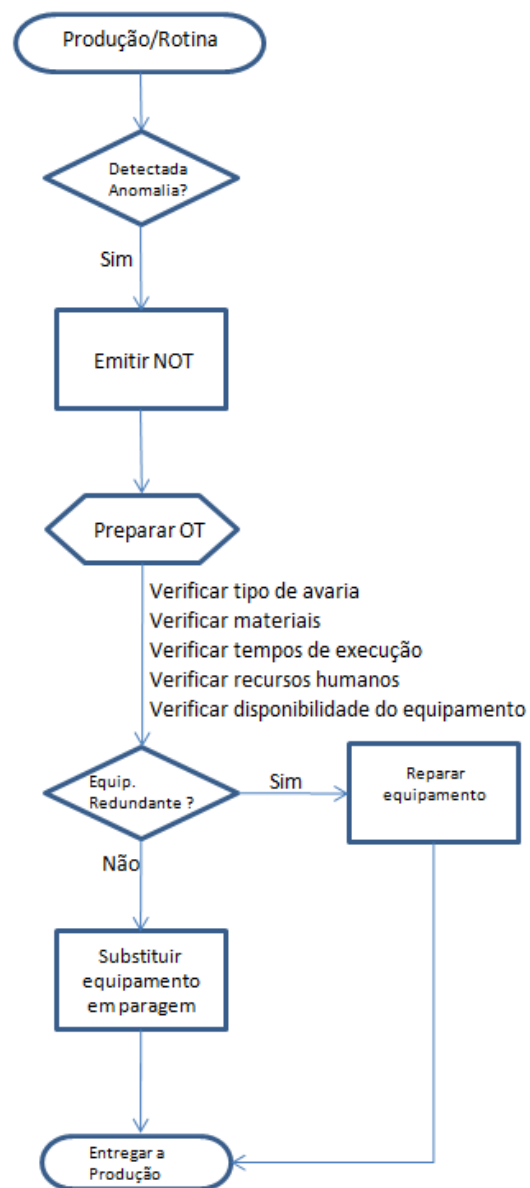 Produção/Rotina
Detectada
Anomalia?
Sim
Emitir NOT
Preparar OT
Verificar tipo de avaria
Verificar materiais
Verificar tempos de execução
Verificar recursos humanos
Verificar disponibilidade do equipamento
Equip.
Redundante ?
Sim
Reparar
equipamento
Não
Substituir
equipamento
em paragem
Entregar a
Produção